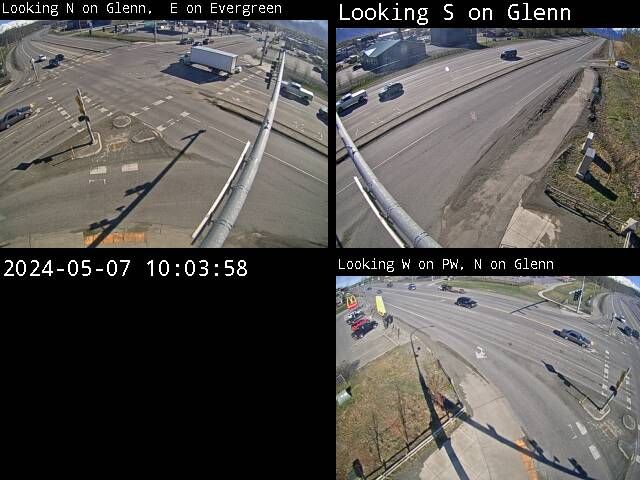 Looking N on Glenn,  E on Evergreen
Looking S on Glenn
2024-05-07 10:03:58
Looking W on PW, N on Glenn